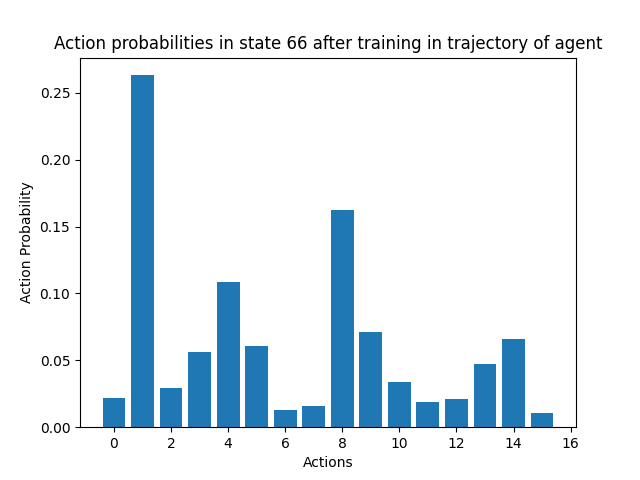 Action probabilities in state 66 after training in trajectory of agent
0.25
0.20
0.15
0.10
0.05
0.00
Action Probability
0 2 4 6 8 10 12 14 16
Actions